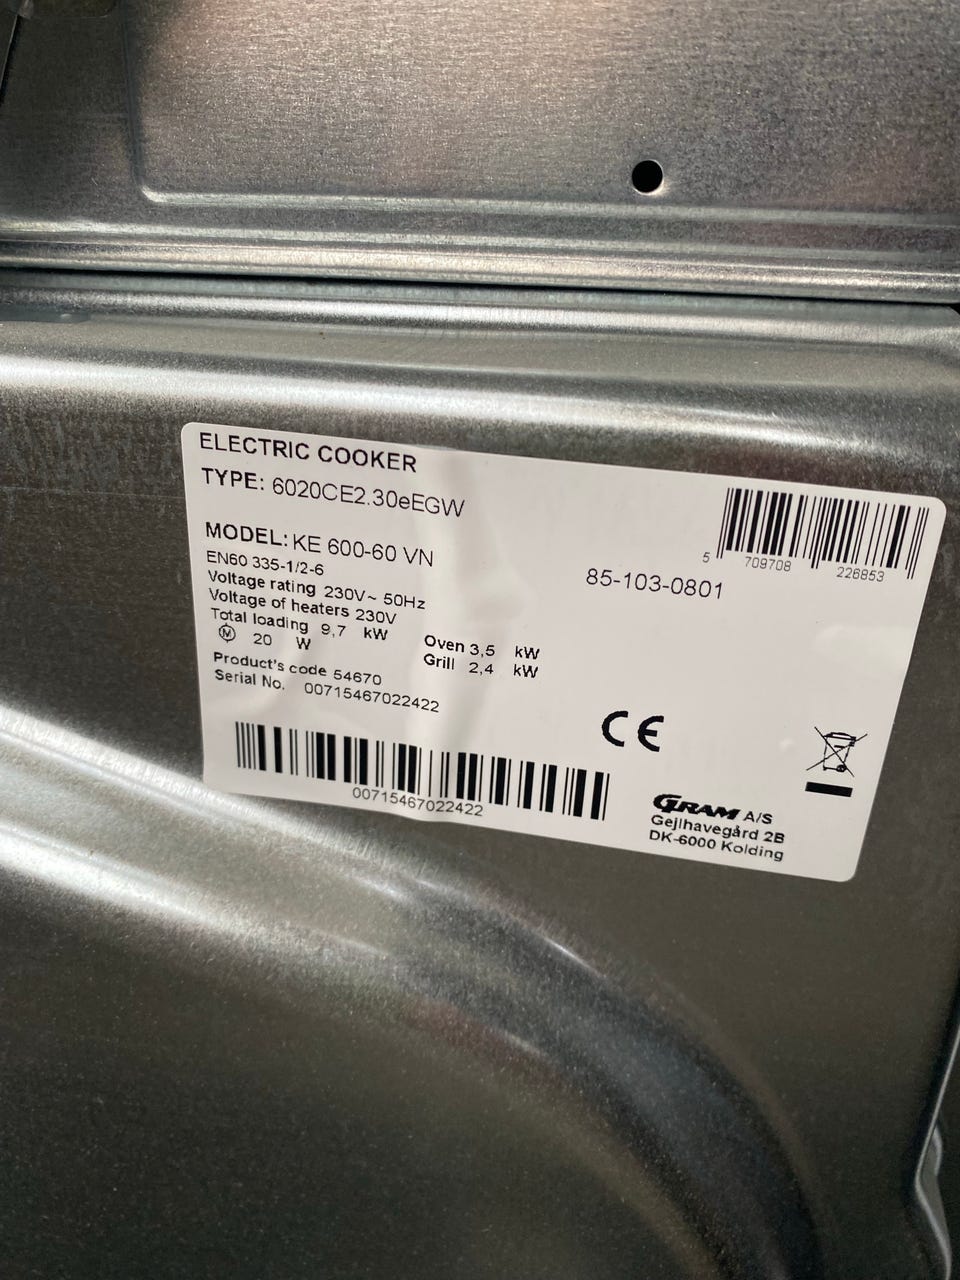 ELECTRIC COOKER
TYPE: 6020CE2.30eEGW
MODEL: KE 600-60 VN
EN60 335-1/2-6
Voltage rating 230V~ 50Hz
Voltage of heaters 230V
Total loading 9,7 kW
M 20 W
Oven 3,5 kW
Grill 2,4 kW
Product's code 54670
Serial No. 00715467022422
00715467022422
5 709708 226853
85-103-0801
CE
GRAM A/S
Gejlhavegård 2B
DK-6000 Kolding